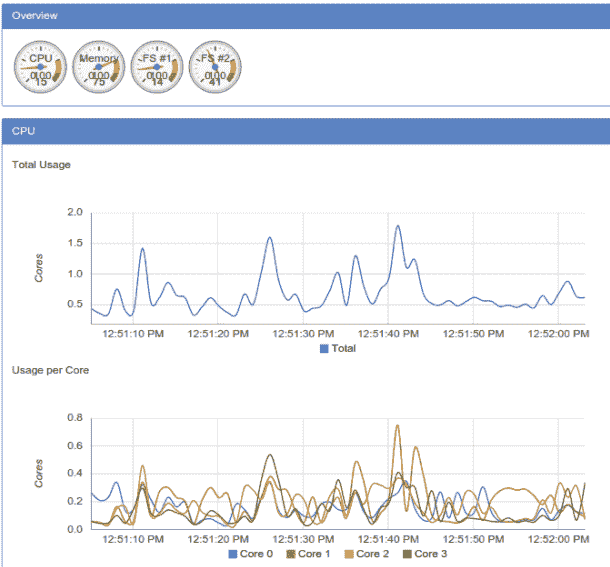 Overview
CPU Memory FS #1 FS #2
0 100 0 100 0 100 0 100
15 75 14 41
CPU
Total Usage
2.0
1.5
1.0
0.5
Cores
12:51:10 PM 12:51:20 PM 12:51:30 PM 12:51:40 PM 12:51:50 PM 12:52:00 PM
Total
Usage per Core
0.8
0.6
0.4
0.2
0.0
Cores
12:51:10 PM 12:51:20 PM 12:51:30 PM 12:51:40 PM 12:51:50 PM 12:52:00 PM
Core 0 Core 1 Core 2 Core 3